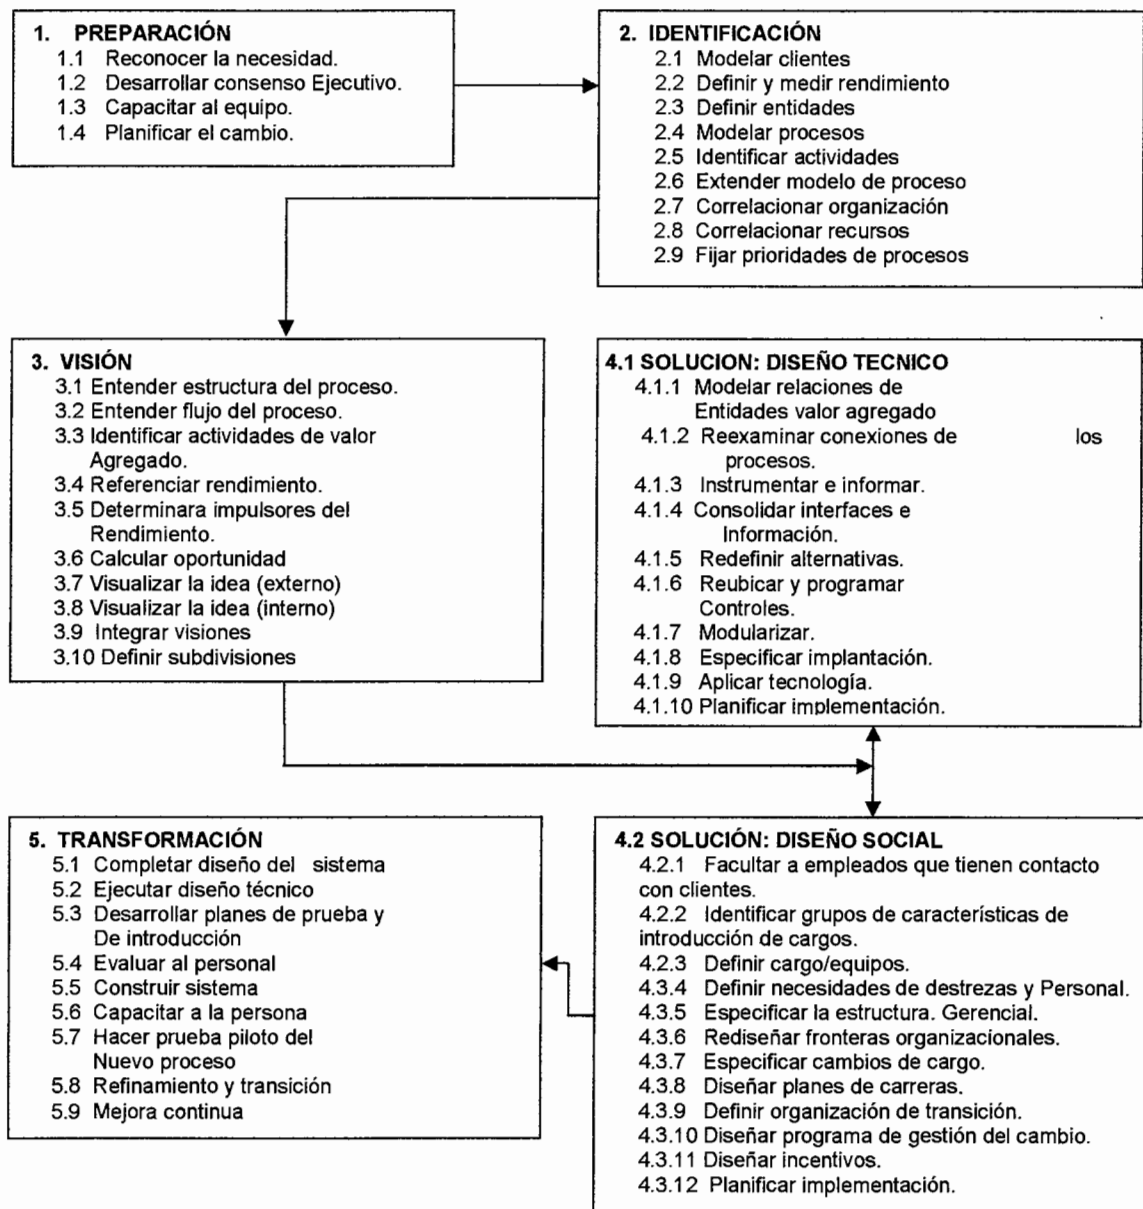 1. PREPARACIÓN
1.1 Reconocer la necesidad.
1.2 Desarrollar consenso Ejecutivo.
1.3 Capacitar al equipo.
1.4 Planificar el cambio.
2. IDENTIFICACIÓN
2.1 Modelar clientes
2.2 Definir y medir rendimiento
2.3 Definir entidades
2.4 Modelar procesos
2.5 Identificar actividades
2.6 Extender modelo de proceso
2.7 Correlacionar organización
2.8 Correlacionar recursos
2.9 Fijar prioridades de procesos
3. VISIÓN
3.1 Entender estructura del proceso.
3.2 Entender flujo del proceso.
3.3 Identificar actividades de valor
Agregado.
3.4 Referenciar rendimiento.
3.5 Determinara impulsores del
Rendimiento.
3.6 Calcular oportunidad
3.7 Visualizar la idea (externo)
3.8 Visualizar la idea (interno)
3.9 Integrar visiones
3.10 Definir subdivisiones
4.1 SOLUCION: DISEÑO TECNICO
4.1.1 Modelar relaciones de
Entidades valor agregado
4.1.2 Reexaminar conexiones de los
procesos.
4.1.3 Instrumentar e informar.
4.1.4 Consolidar interfaces e
Información.
4.1.5 Redefinir alternativas.
4.1.6 Reubicar y programar
Controles.
4.1.7 Modularizar.
4.1.8 Especificar implantación.
4.1.9 Aplicar tecnología.
4.1.10 Planificar implementación.
5. TRANSFORMACIÓN
5.1 Completar diseño del sistema
5.2 Ejecutar diseño técnico
5.3 Desarrollar planes de prueba y
De introducción
5.4 Evaluar al personal
5.5 Construir sistema
5.6 Capacitar a la persona
5.7 Hacer prueba piloto del
Nuevo proceso
5.8 Refinamiento y transición
5.9 Mejora continua
4.2 SOLUCIÓN: DISEÑO SOCIAL
4.2.1 Facultar a empleados que tienen contacto
con clientes.
4.2.2 Identificar grupos de características de
introducción de cargos.
4.2.3 Definir cargo/equipos.
4.3.4 Definir necesidades de destrezas y Personal.
4.3.5 Especificar la estructura. Gerencial.
4.3.6 Rediseñar fronteras organizacionales.
4.3.7 Especificar cambios de cargo.
4.3.8 Diseñar planes de carreras.
4.3.9 Definir organización de transición.
4.3.10 Diseñar programa de gestión del cambio.
4.3.11 Diseñar incentivos.
4.3.12 Planificar implementación.